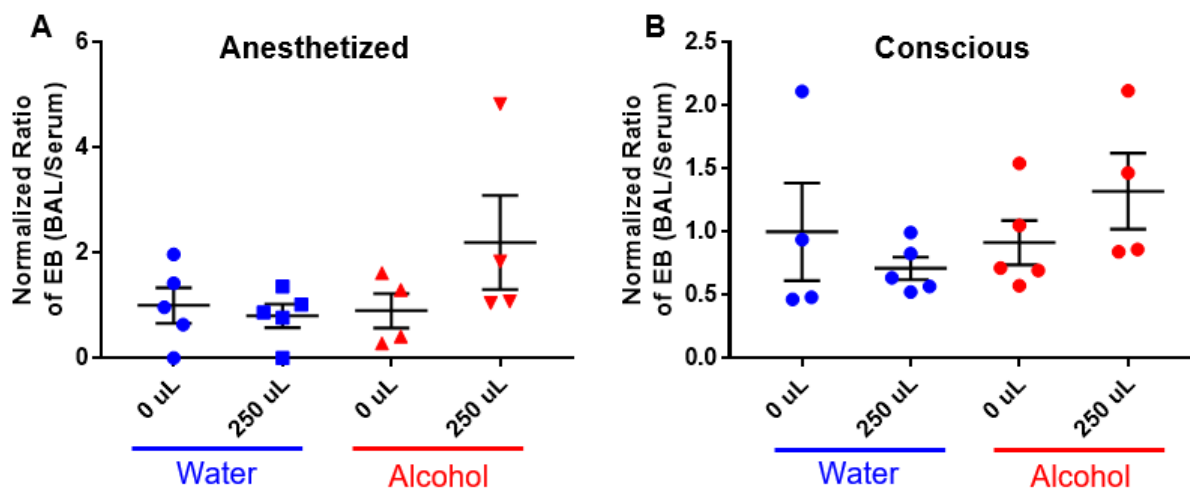 A
Anesthetized
Normalized Ratio
of EB (BAL/Serum)
6
4
2
0
0 uL
250 uL
0 uL
250 uL
Water
Alcohol
B
Conscious
Normalized Ratio
of EB (BAL/Serum)
2.5
2.0
1.5
1.0
0.5
0.0
0 uL
250 uL
0 uL
250 uL
Water
Alcohol